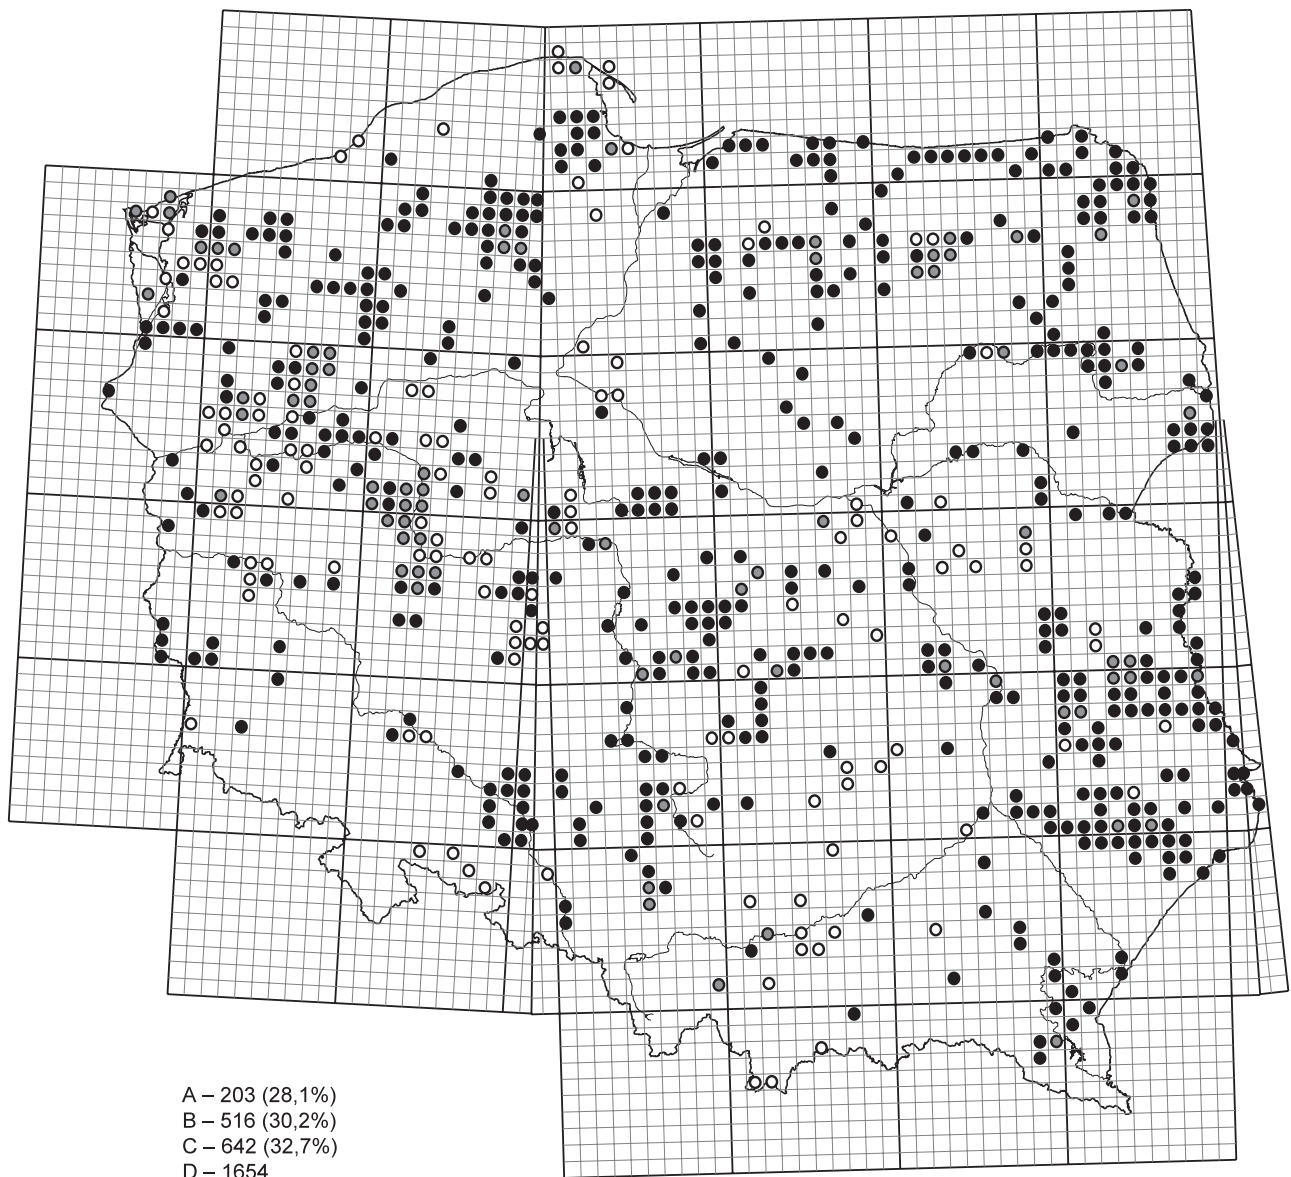 A – 203 (28,1%)
B – 516 (30,2%)
C – 642 (32,7%)
D – 1654